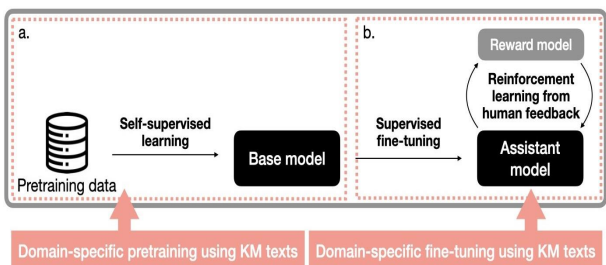 a.
Pretraining data
Self-supervised
learning
Base model
b.
Supervised
fine-tuning
Reward model
Reinforcement
learning from
human feedback
Assistant
model
Domain-specific pretraining using KM texts
Domain-specific fine-tuning using KM texts